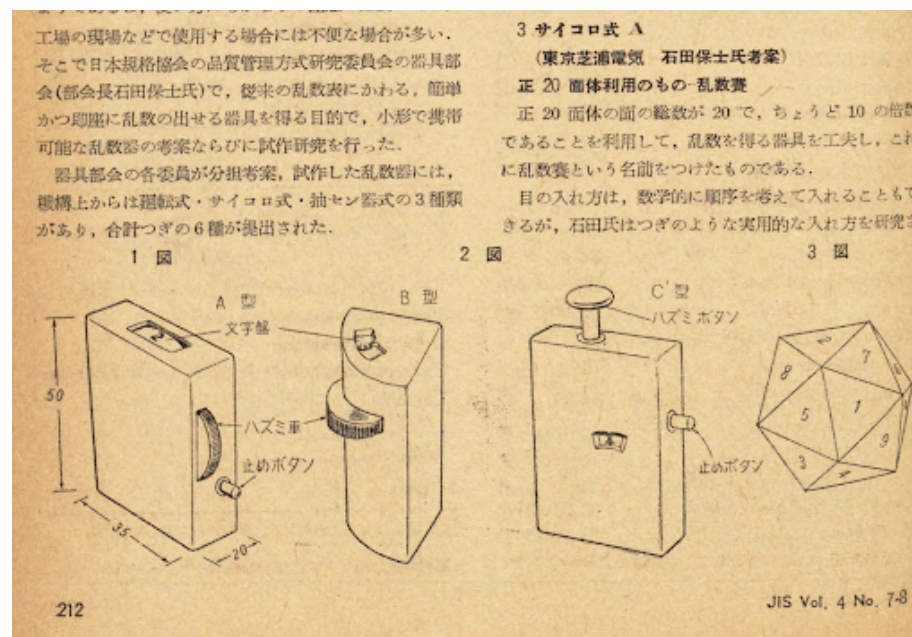 工場の現場などで使用する場合には不便な場合が多い.
そこで日本規格協会の品質管理方式研究委員会の器具部
会(部会長石田保士氏)で, 従来の乱数表にかわる, 簡単
かつ即座に乱数の出せる器具を得る目的で, 小形で携帯
可能な乱数器の考案ならびに試作研究を行った.
器具部会の各委員が分担考案, 試作した乱数器には,
機構上からは廻転式・サイコロ式・抽セン器式の3種類
があり, 合計つぎの6種が提出された.
3 サイコロ式 A
(東京芝浦電気 石田保士氏考案)
正 20 面体利用のもの—乱数賽
正 20 面体の面の総数が 20 で, ちょうど 10 の倍数
であることを利用して, 乱数を得る器具を工夫し, これ
に乱数賽という名前をつけたものである.
目の入れ方は, 数学的に順序を考えて入れることもで
きるが, 石田氏はつぎのような実用的な入れ方を研究さ
1 図
2 図
3 図
A 型
B 型
C' 型
文字盤
ハズミボタン
ハズミ車
止めボタン
止めボタン
50
35
20
2
2
7
8
5
1
9
3
4
212
JIS Vol. 4 No. 7-8